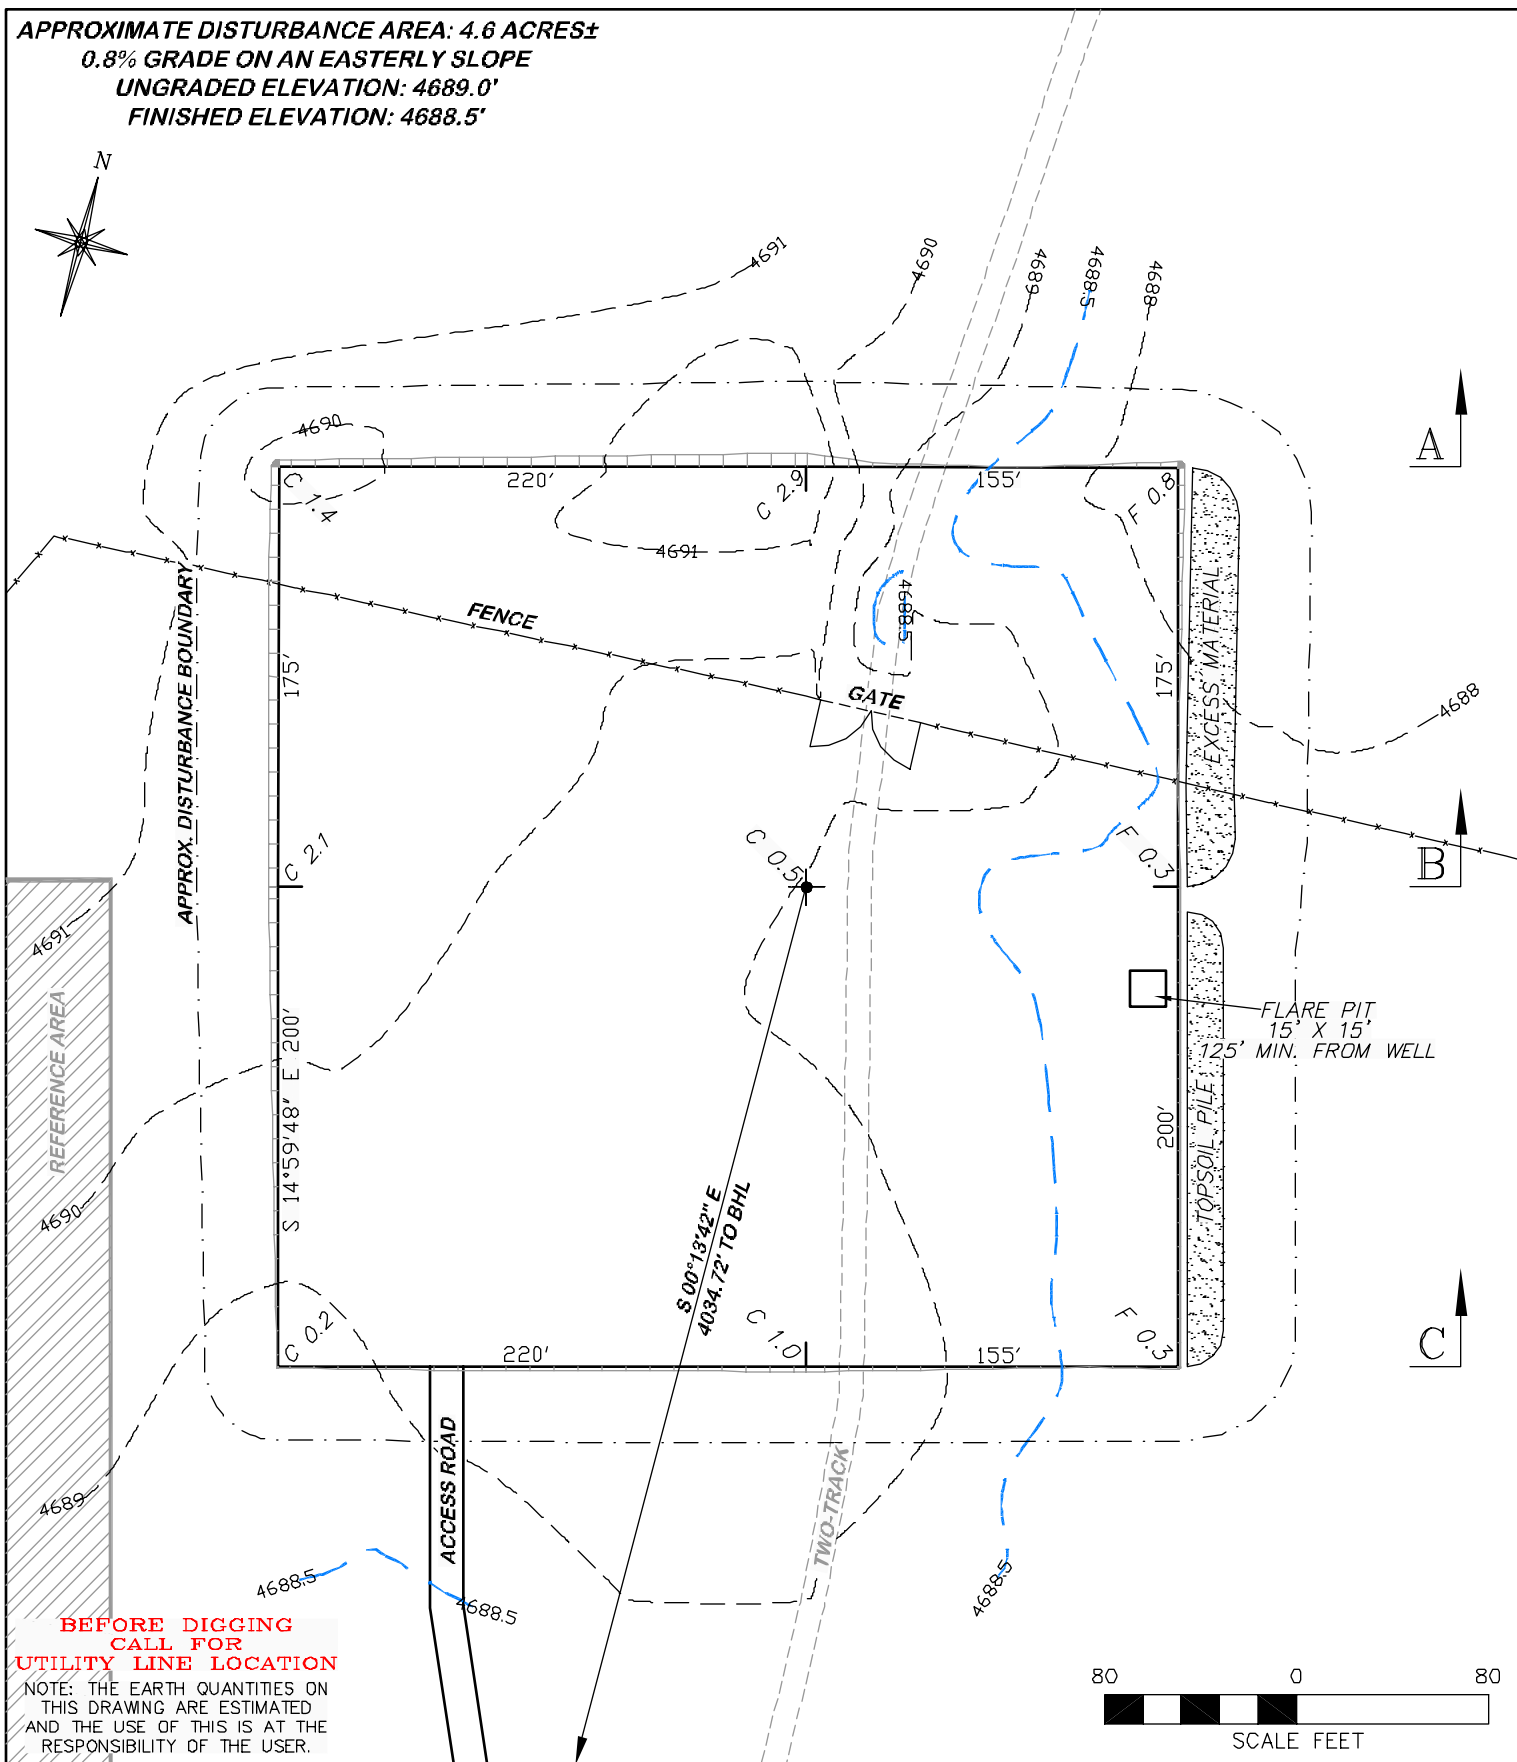 APPROXIMATE DISTURBANCE AREA: 4.6 ACRES±
0.8% GRADE ON AN EASTERLY SLOPE
UNGRADED ELEVATION: 4689.0'
FINISHED ELEVATION: 4688.5'
N
4691
4690
4689
4688.5
4688
4690
A
C 1.4
220'
C 2.9
155'
F 0.8
4691
FENCE
4688.5
APPROX. DISTURBANCE BOUNDARY
175'
GATE
175'
EXCESS MATERIAL
4688
C 2.1
C 0.5
F 0.3
B
4691
REFERENCE AREA
S 14°59'48" E 200'
FLARE PIT
15' X 15'
125' MIN. FROM WELL
200'
TOPSOIL PILE
4690
S 00°13'42" E
4034.72' TO BHL
C 0.2
220'
C 1.0
155'
F 0.3
C
4689
ACCESS ROAD
TWO-TRACK
4688.5
4688.5
4688.5
BEFORE DIGGING
CALL FOR
UTILITY LINE LOCATION
NOTE: THE EARTH QUANTITIES ON
THIS DRAWING ARE ESTIMATED
AND THE USE OF THIS IS AT THE
RESPONSIBILITY OF THE USER.
80 0 80
SCALE FEET